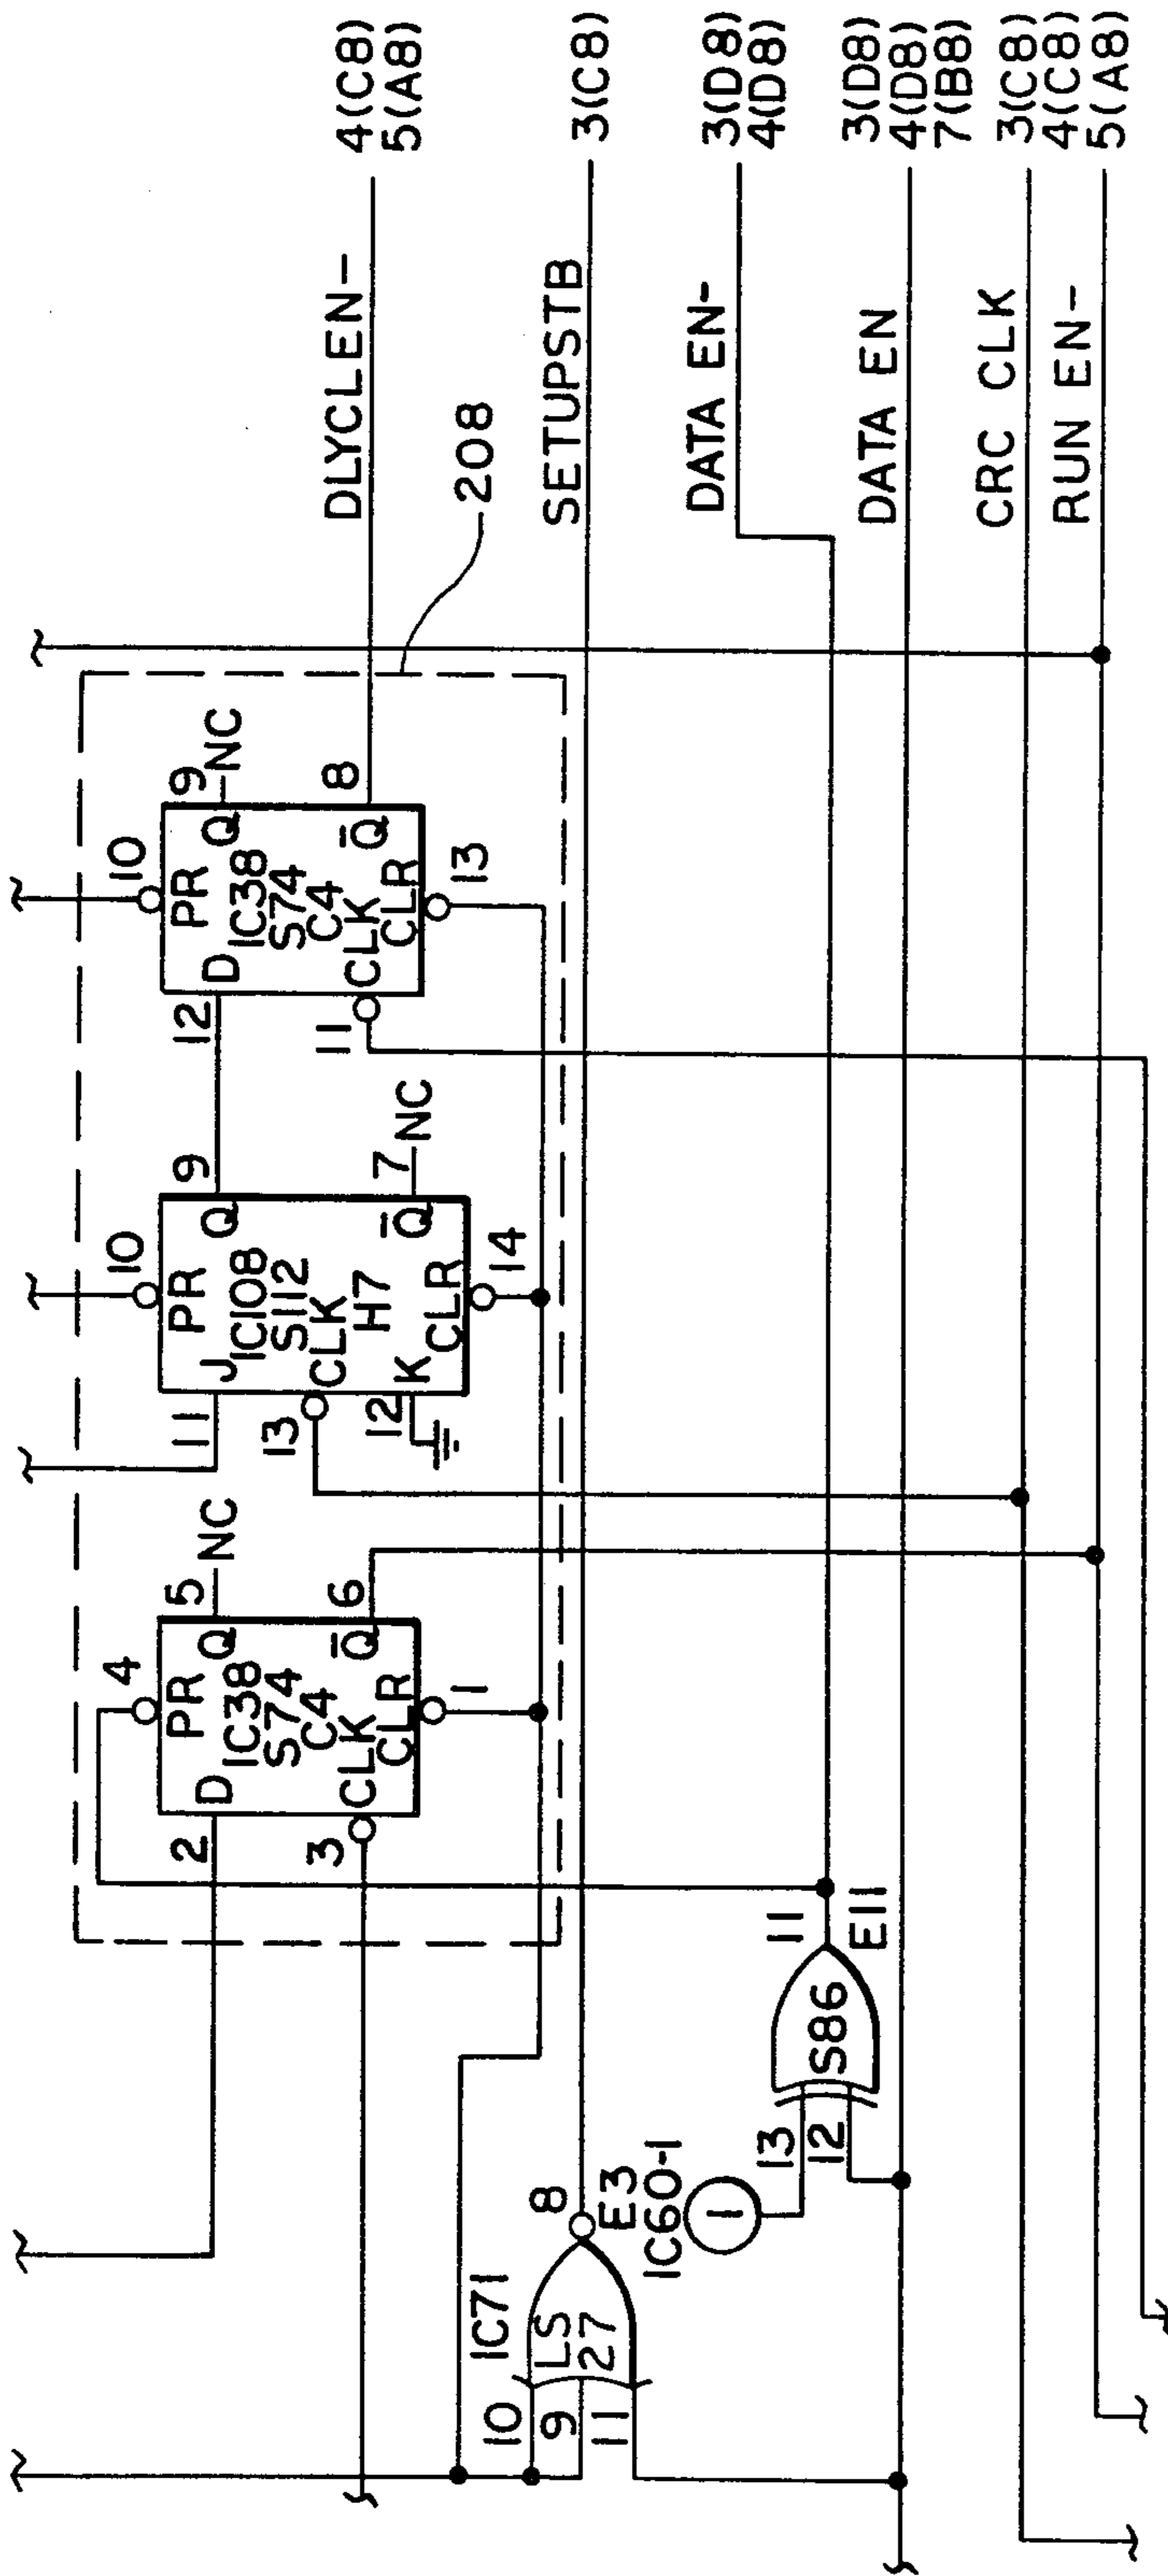 4(C8)
5(A8)
3(C8)
3(D8)
4(D8)
3(D8)
4(D8)
7(B8)
3(C8)
4(C8)
5(A8)
DLYCLEN-
SETUPSTB
DATA EN-
DATA EN
CRC CLK
RUN EN-
208
4
PR
5
NC
Q
D
2
IC38
S74
C4
CLK
3
Q̅
6
CLR
1
10
PR
9
Q
J
11
IC108
S112
CLK
13
H7
Q̅
7
NC
K
12
CLR
14
10
PR
9
NC
Q
D
12
IC38
S74
C4
CLK
11
Q̅
8
CLR
13
IC71
10
LS
27
9
11
8
E3
IC60-1
1
13
12
S86
11
E11